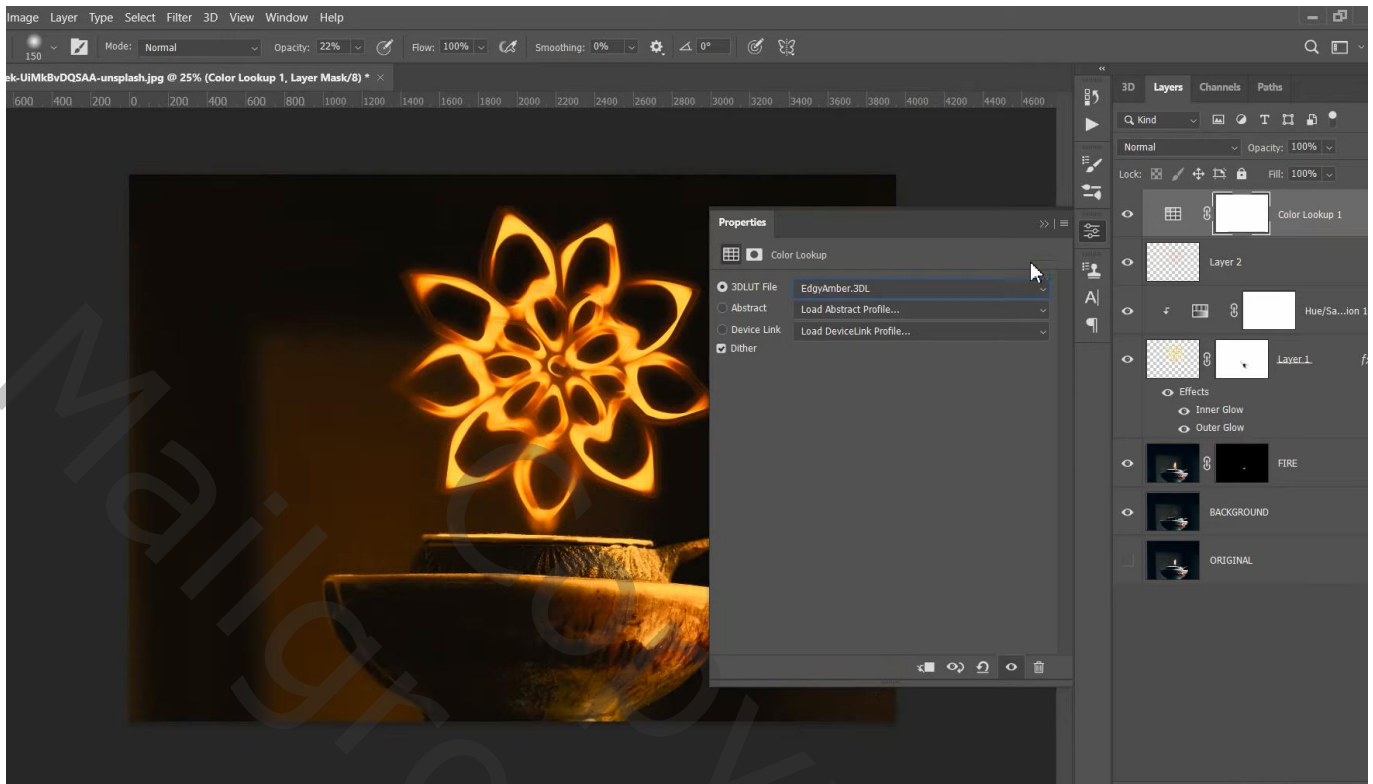 Image Layer Type Select Filter 3D View Window Help
150 Mode: Normal Opacity: 22% Flow: 100% Smoothing: 0% 0°
ek-UiMkBvDQSAA-unsplash.jpg @ 25% (Color Lookup 1, Layer Mask/8) * ×
600 400 200 0 200 400 600 800 1000 1200 1400 1600 1800 2000 2200 2400 2600 2800 3000 3200 3400 3600 3800 4000 4200 4400 4600
3D Layers Channels Paths
Kind
Normal Opacity: 100%
Lock: Fill: 100%
Color Lookup 1
Layer 2
Hue/Sa...ion 1
Layer 1 fx
Effects
Inner Glow
Outer Glow
FIRE
BACKGROUND
ORIGINAL
Properties
Color Lookup
3DLUT File EdgyAmber.3DL
Abstract Load Abstract Profile...
Device Link Load DeviceLink Profile...
Dither